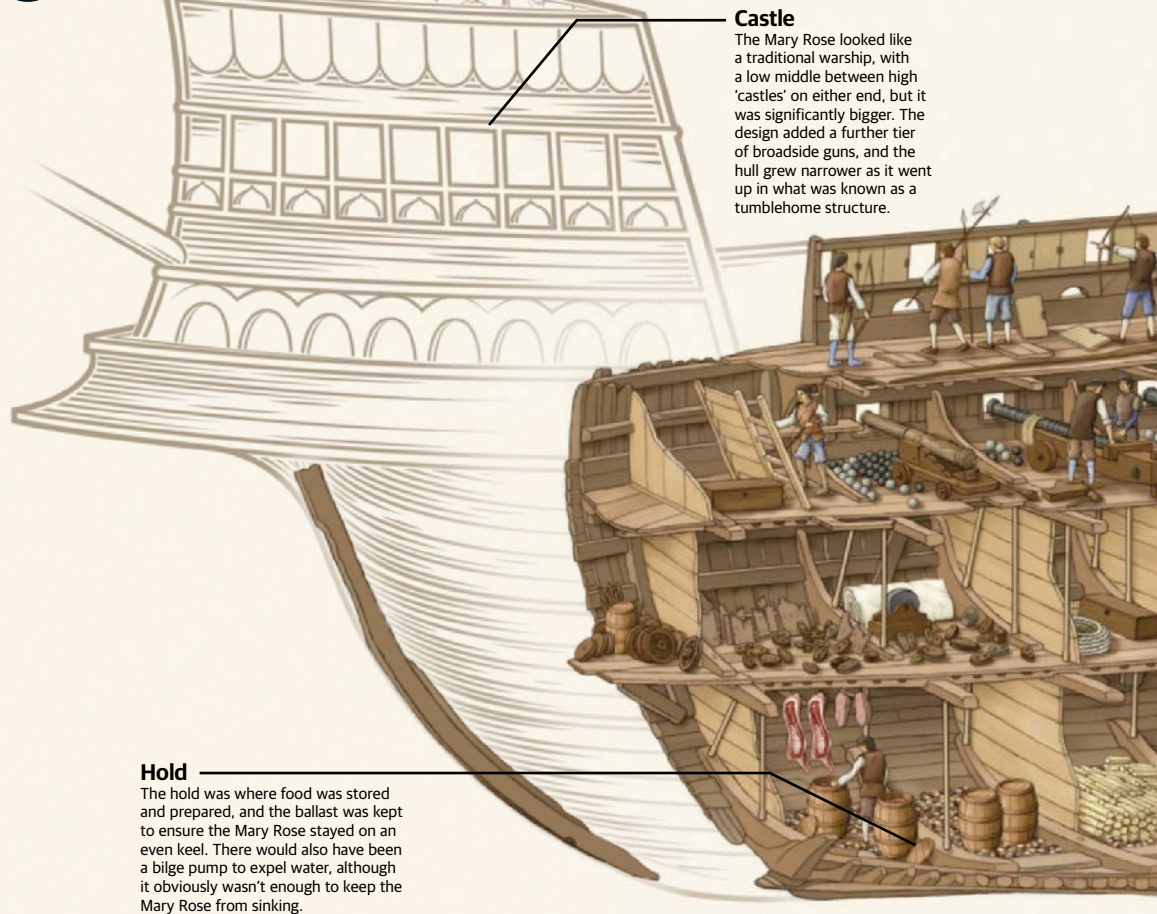 Castle
The Mary Rose looked like
a traditional warship, with
a low middle between high
‘castles’ on either end, but it
was significantly bigger. The
design added a further tier
of broadside guns, and the
hull grew narrower as it went
up in what was known as a
tumblehome structure.
Hold
The hold was where food was stored
and prepared, and the ballast was kept
to ensure the Mary Rose stayed on an
even keel. There would also have been
a bilge pump to expel water, although
it obviously wasn't enough to keep the
Mary Rose from sinking.